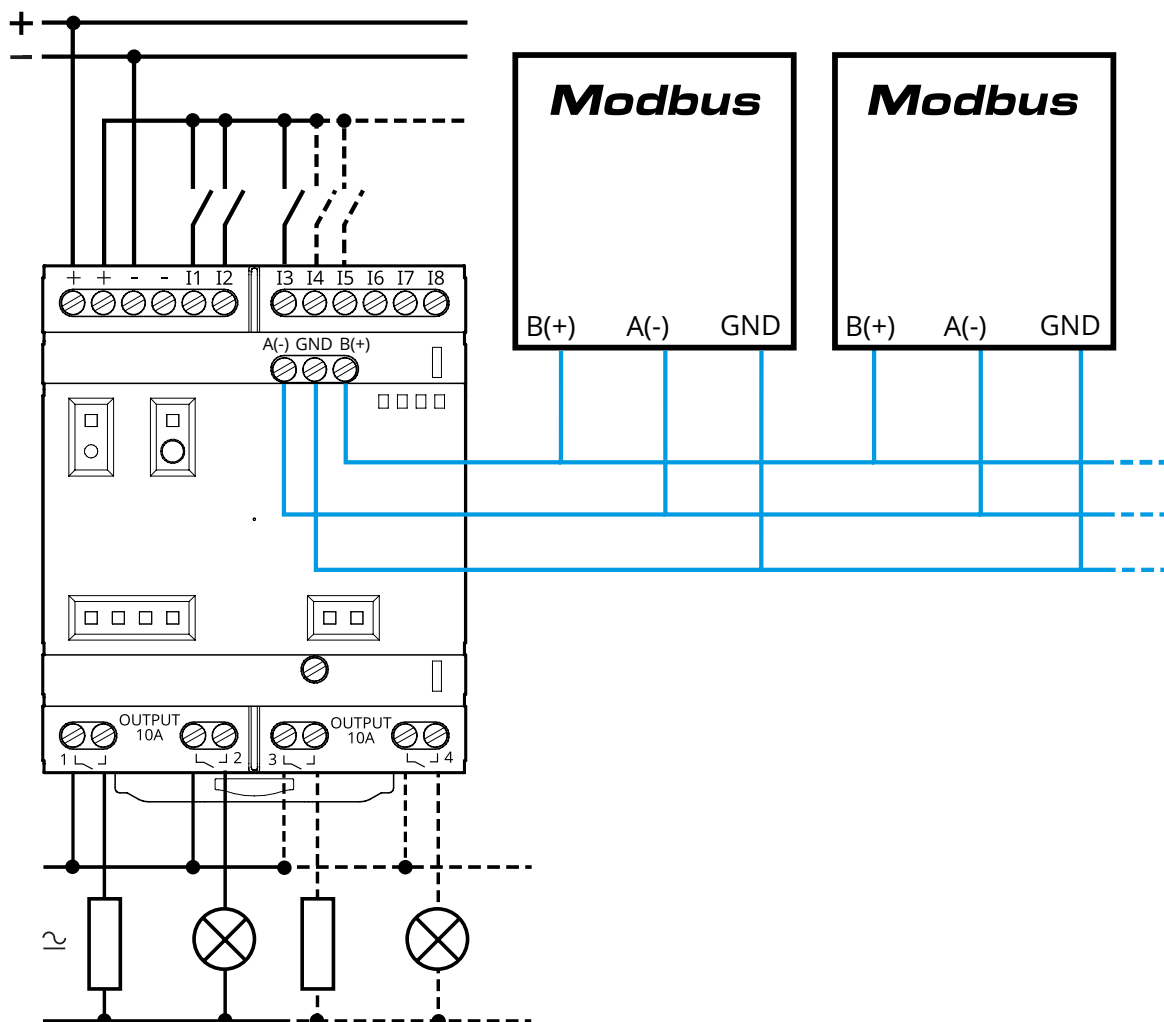 +
−
Modbus Modbus
+ + - - I1 I2 I3 I4 I5 I6 I7 I8
B(+) A(-) GND B(+) A(-) GND
A(-) GND B(+)
OUTPUT 10A OUTPUT 10A
1 2 3 4